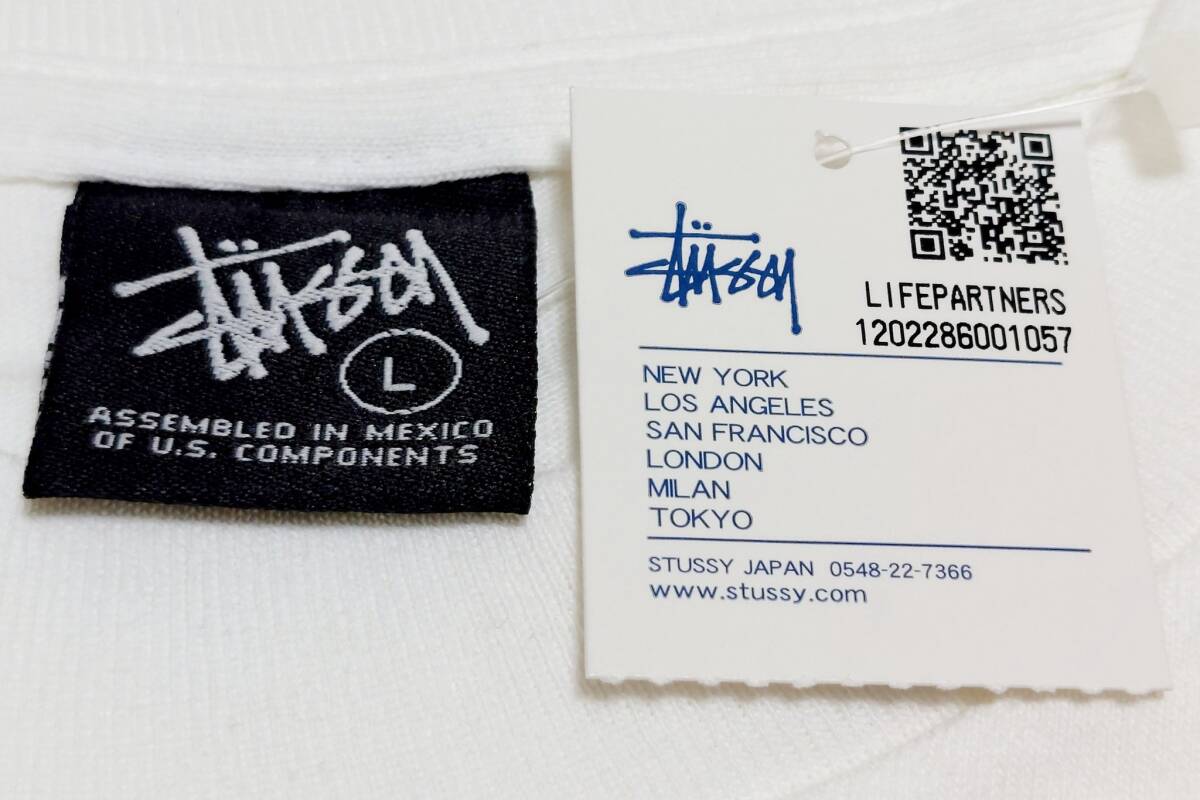 Stüssy
L
ASSEMBLED IN MEXICO
OF U.S. COMPONENTS
Stüssy
LIFEPARTNERS
1202286001057
NEW YORK
LOS ANGELES
SAN FRANCISCO
LONDON
MILAN
TOKYO
STUSSY JAPAN 0548-22-7366
www.stussy.com